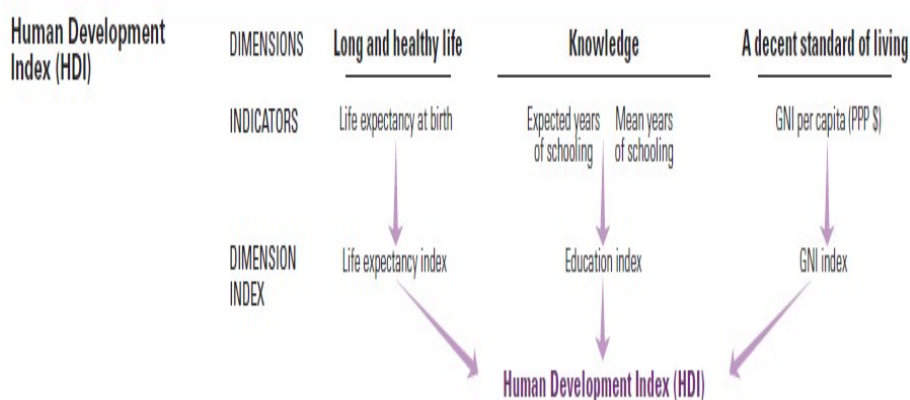 Human Development
Index (HDI)
DIMENSIONS Long and healthy life Knowledge A decent standard of living
INDICATORS Life expectancy at birth Expected years of schooling Mean years of schooling GNI per capita (PPP $)
DIMENSION
INDEX
Life expectancy index Education index GNI index
Human Development Index (HDI)